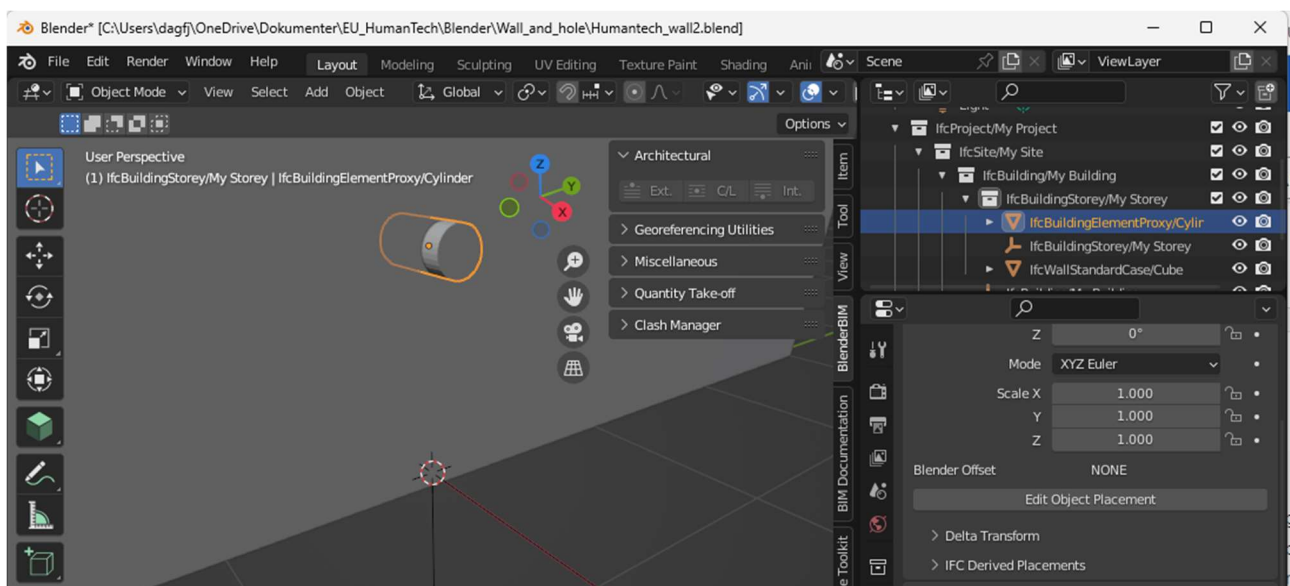 Blender* [C:\Users\dagfj\OneDrive\Dokumenter\EU_HumanTech\Blender\Wall_and_hole\Humantech_wall2.blend]
File Edit Render Window Help Layout Modeling Sculpting UV Editing Texture Paint Shading Ani Scene ViewLayer
Object Mode View Select Add Object Global
Options
User Perspective
(1) IfcBuildingStorey/My Storey | IfcBuildingElementProxy/Cylinder
Z
Y
X
Architectural
Ext. C/L Int.
Georeferencing Utilities
Miscellaneous
Quantity Take-off
Clash Manager
Item
Tool
View
BlenderBIM
BIM Documentation
e Toolkit
IfcProject/My Project
IfcSite/My Site
IfcBuilding/My Building
IfcBuildingStorey/My Storey
IfcBuildingElementProxy/Cylir
IfcBuildingStorey/My Storey
IfcWallStandardCase/Cube
Z 0°
Mode XYZ Euler
Scale X 1.000
Y 1.000
Z 1.000
Blender Offset NONE
Edit Object Placement
Delta Transform
IFC Derived Placements